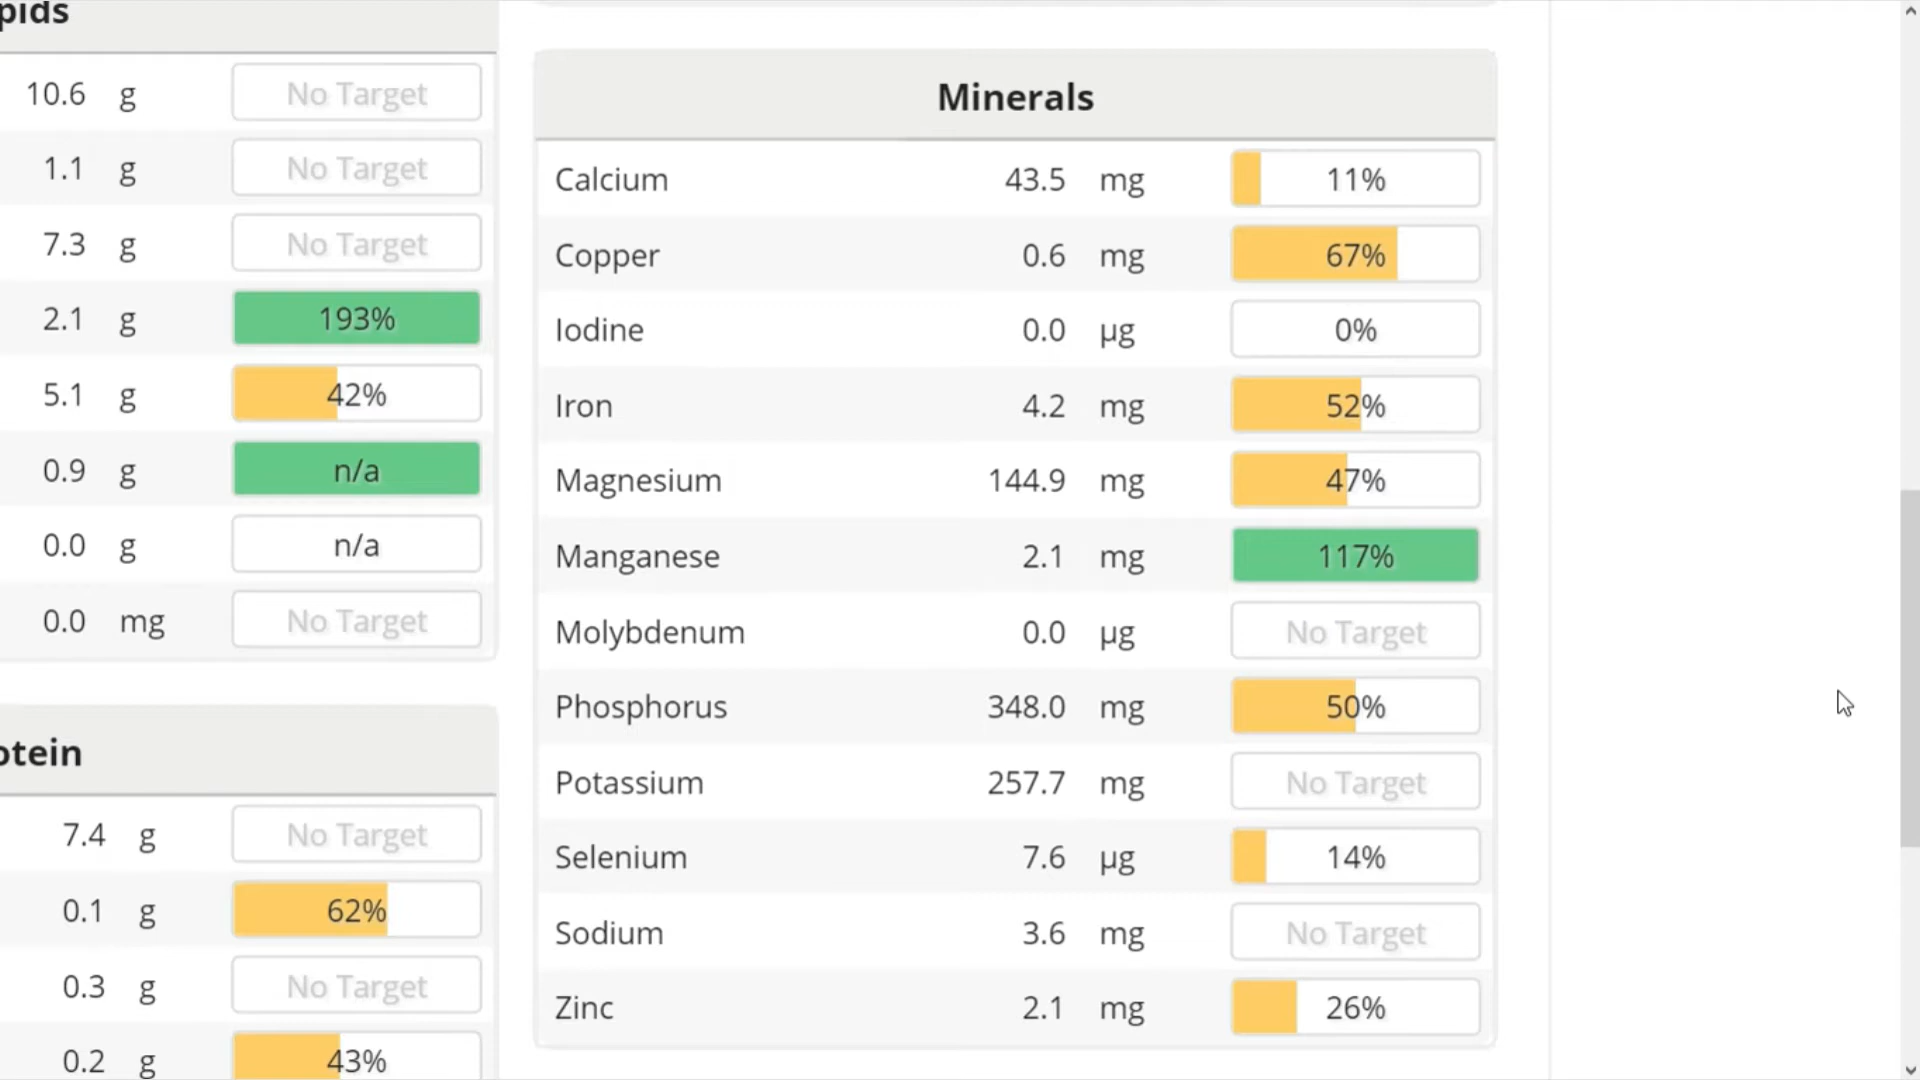 pids
10.6 g No Target
1.1 g No Target
7.3 g No Target
2.1 g 193%
5.1 g 42%
0.9 g n/a
0.0 g n/a
0.0 mg No Target
otein
7.4 g No Target
0.1 g 62%
0.3 g No Target
0.2 g 43%
Minerals
Calcium 43.5 mg 11%
Copper 0.6 mg 67%
Iodine 0.0 µg 0%
Iron 4.2 mg 52%
Magnesium 144.9 mg 47%
Manganese 2.1 mg 117%
Molybdenum 0.0 µg No Target
Phosphorus 348.0 mg 50%
Potassium 257.7 mg No Target
Selenium 7.6 µg 14%
Sodium 3.6 mg No Target
Zinc 2.1 mg 26%